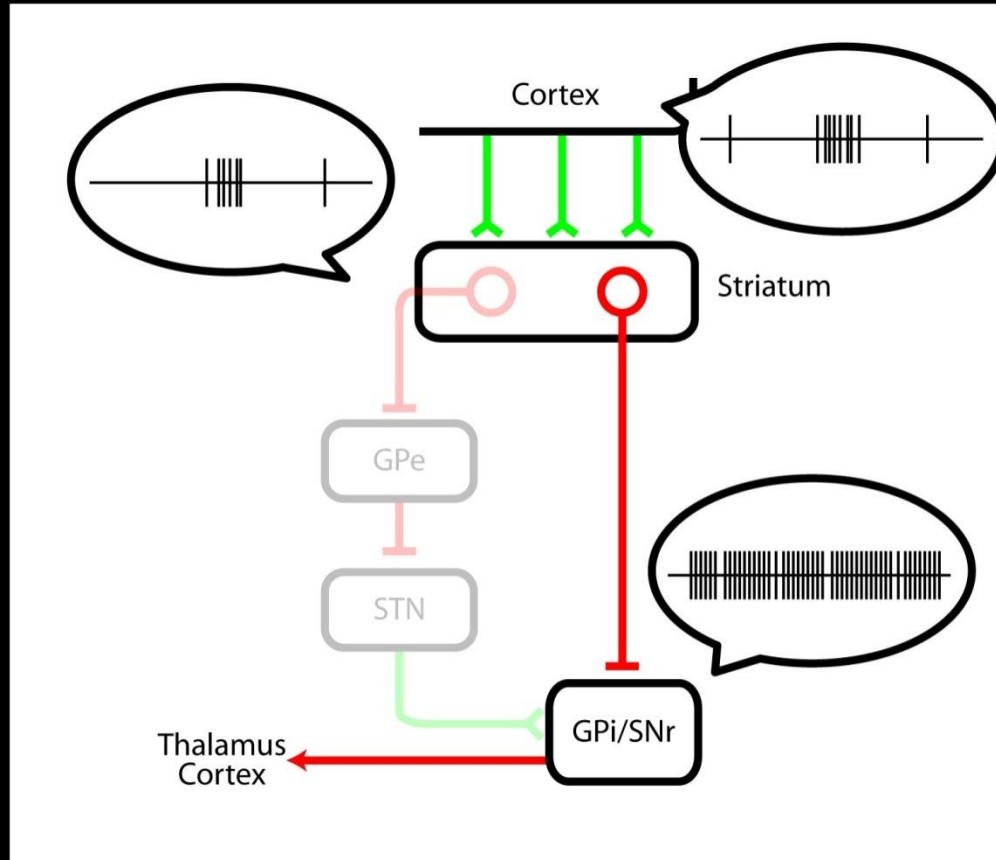 Cortex
Striatum
GPe
STN
GPi/SNr
Thalamus
Cortex